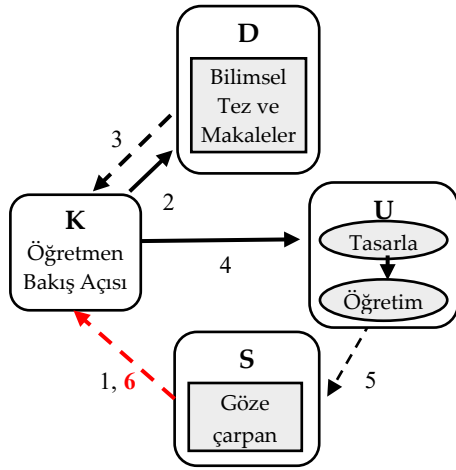 D
Bilimsel
Tez ve
Makaleler
3
2
K
Öğretmen
Bakış Açısı
4
U
Tasarla
Öğretim
1, 6
S
Göze
çarpan
5